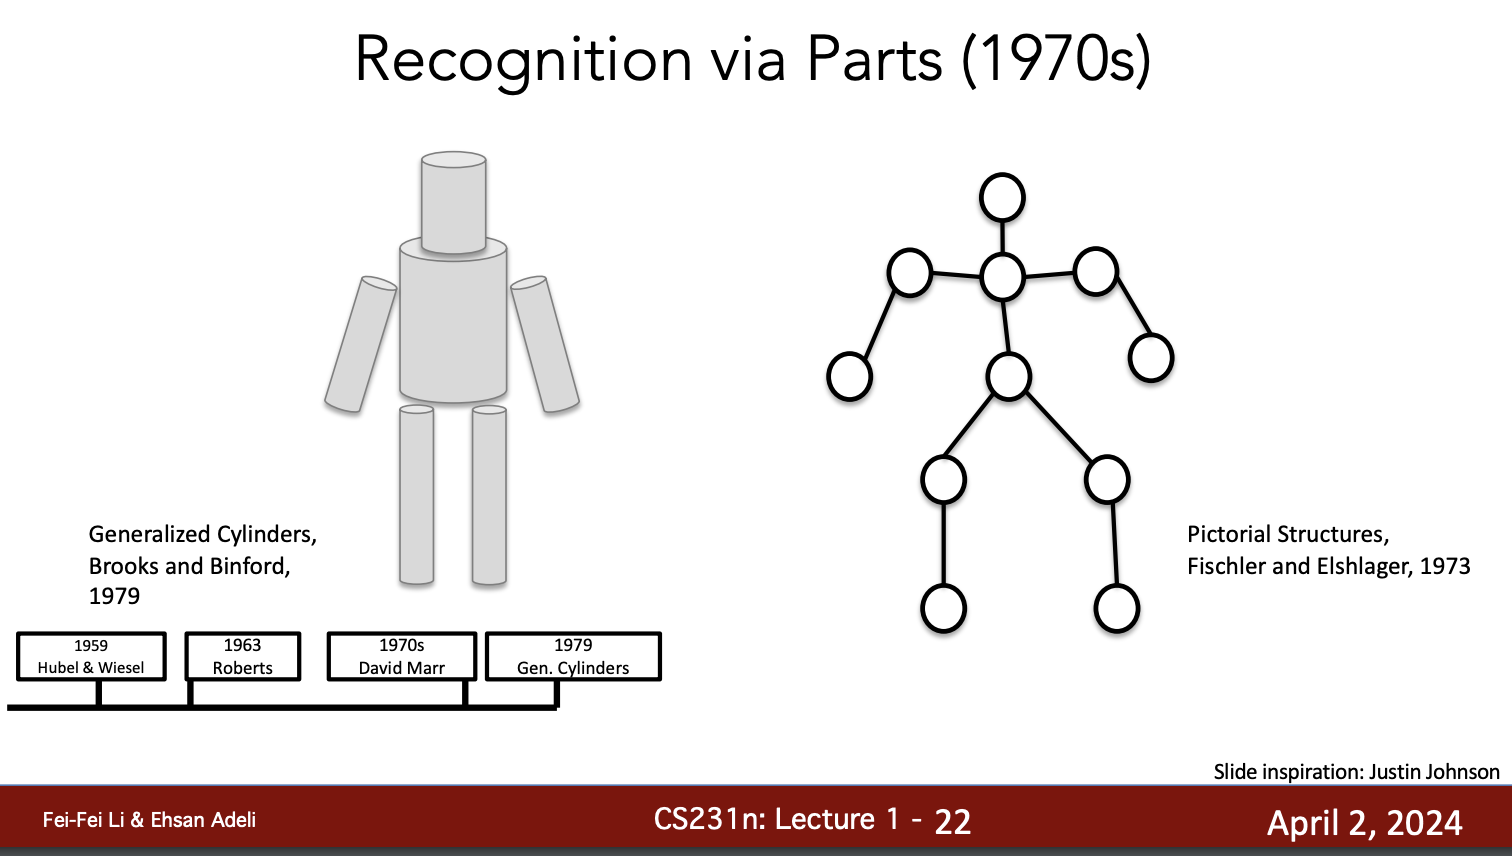 Recognition via Parts (1970s)
Generalized Cylinders,
Brooks and Binford,
1979
Pictorial Structures,
Fischler and Elshlager, 1973
1959
Hubel & Wiesel
1963
Roberts
1970s
David Marr
1979
Gen. Cylinders
Slide inspiration: Justin Johnson
Fei-Fei Li & Ehsan Adeli
CS231n: Lecture 1 - 22
April 2, 2024